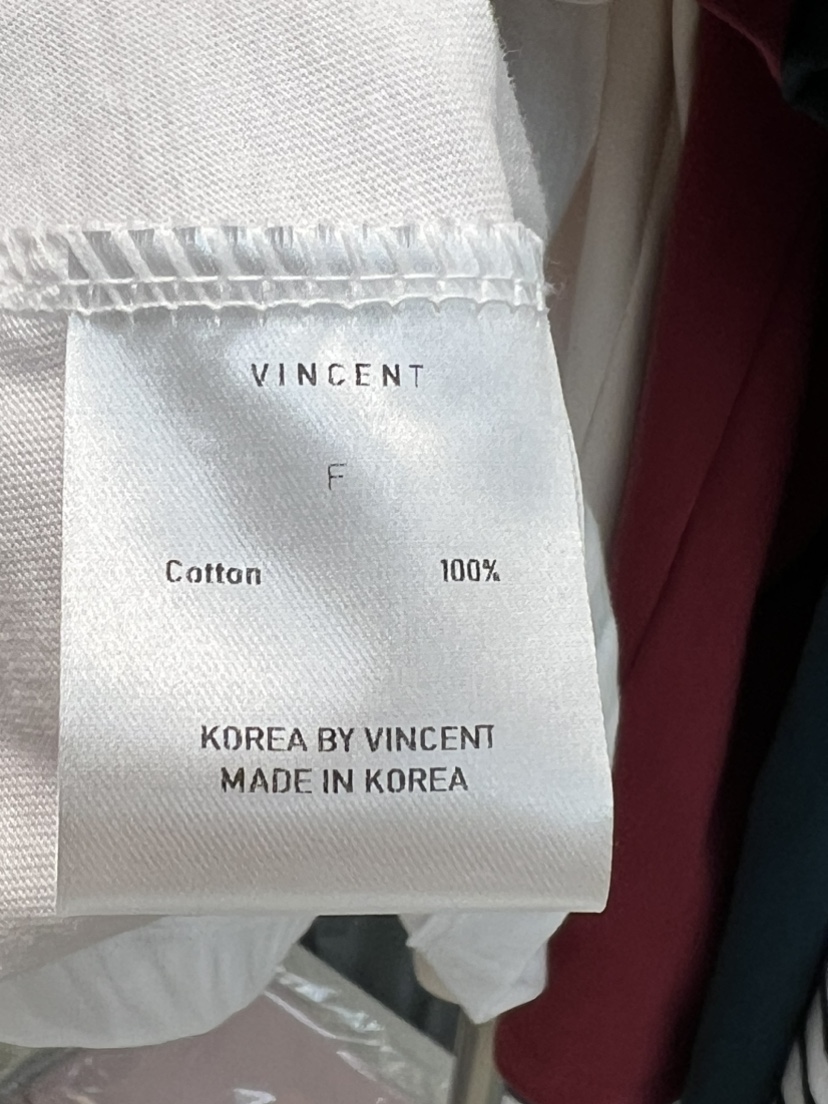 VINCENT
F
Cotton 100%
KOREA BY VINCENT
MADE IN KOREA